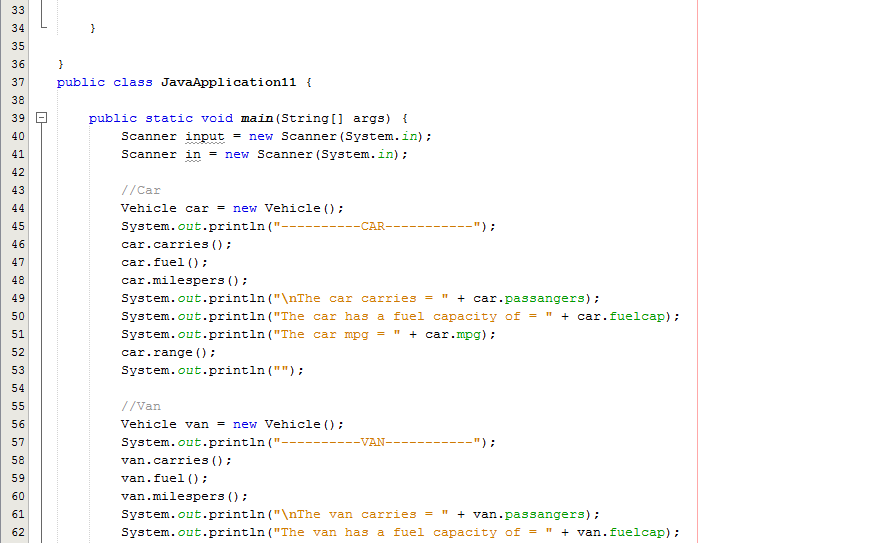 33
34 }
35
36 }
37 public class JavaApplication11 {
38
39 public static void main(String[] args) {
40 Scanner input = new Scanner(System.in);
41 Scanner in = new Scanner(System.in);
42
43 //Car
44 Vehicle car = new Vehicle();
45 System.out.println("----------CAR-----------");
46 car.carries();
47 car.fuel();
48 car.milespers();
49 System.out.println("\nThe car carries = " + car.passangers);
50 System.out.println("The car has a fuel capacity of = " + car.fuelcap);
51 System.out.println("The car mpg = " + car.mpg);
52 car.range();
53 System.out.println("");
54
55 //Van
56 Vehicle van = new Vehicle();
57 System.out.println("----------VAN-----------");
58 van.carries();
59 van.fuel();
60 van.milespers();
61 System.out.println("\nThe van carries = " + van.passangers);
62 System.out.println("The van has a fuel capacity of = " + van.fuelcap);